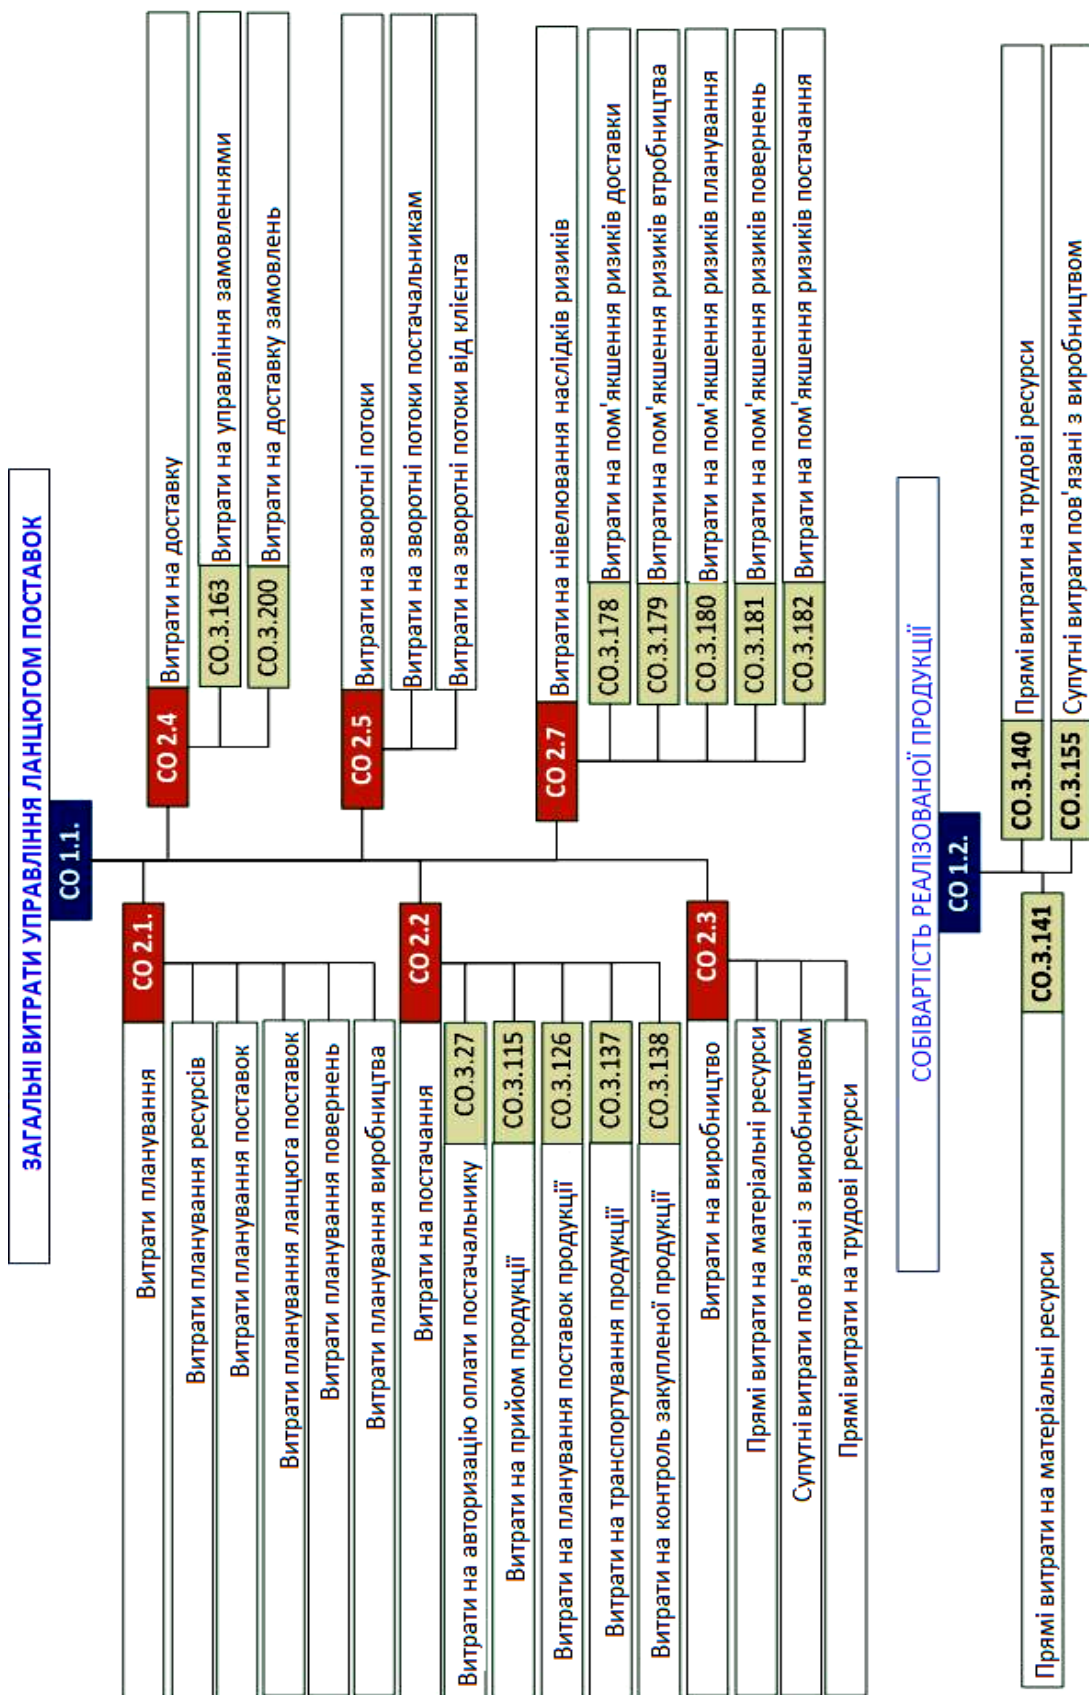 ЗАГАЛЬНІ ВИТРАТИ УПРАВЛІННЯ ЛАНЦЮГОМ ПОСТАВОК
СО 1.1.
Витрати планування
СО 2.1.
Витрати планування ресурсів
Витрати планування поставок
Витрати планування ланцюга поставок
Витрати планування повернень
Витрати планування виробництва
Витрати на постачання
СО 2.2
Витрати на авторизацію оплати постачальнику
СО.3.27
Витрати на прийом продукції
СО.3.115
Витрати на планування поставок продукції
СО.3.126
Витрати на транспортування продукції
СО.3.137
Витрати на контроль закупленої продукції
СО.3.138
Витрати на виробництво
СО 2.3
Прямі витрати на матеріальні ресурси
Супутні витрати пов'язані з виробництвом
Прямі витрати на трудові ресурси
СО 2.4
Витрати на доставку
СО.3.163
Витрати на управління замовленнями
СО.3.200
Витрати на доставку замовлень
СО 2.5
Витрати на зворотні потоки
Витрати на зворотні потоки постачальникам
Витрати на зворотні потоки від клієнта
СО 2.7
Витрати на нівелювання наслідків ризиків
СО.3.178
Витрати на пом'якшення ризиків доставки
СО.3.179
Витратина пом'якшення ризиків втробництва
СО.3.180
Витрати на пом'якшення ризиків планування
СО.3.181
Витрати на пом'якшення ризиків повернень
СО.3.182
Витрати на пом'якшення ризиків постачання
СОБІВАРТІСТЬ РЕАЛІЗОВАНОЇ ПРОДУКЦІЇ
СО 1.2.
Прямі витрати на матеріальні ресурси
СО.3.141
СО.3.140
Прямі витрати на трудові ресурси
СО.3.155
Супутні витрати пов'язані з виробництвом